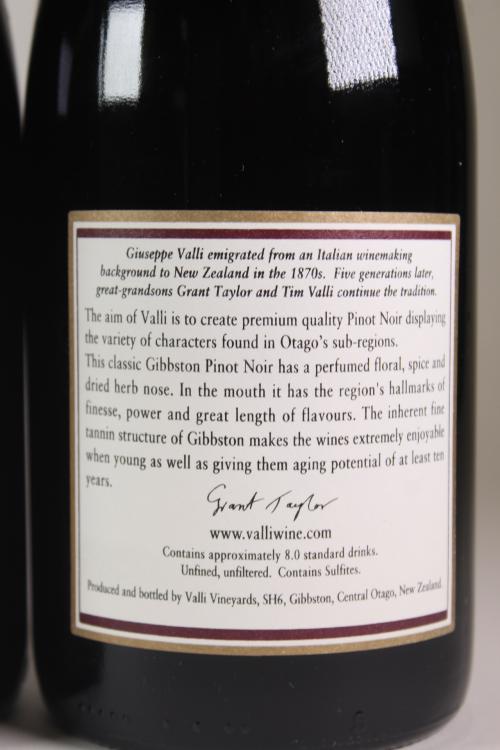 Giuseppe Valli emigrated from an Italian winemaking
background to New Zealand in the 1870s. Five generations later,
great-grandsons Grant Taylor and Tim Valli continue the tradition.
The aim of Valli is to create premium quality Pinot Noir displaying
the variety of characters found in Otago's sub-regions.
This classic Gibbston Pinot Noir has a perfumed floral, spice and
dried herb nose. In the mouth it has the region's hallmarks of
finesse, power and great length of flavours. The inherent fine
tannin structure of Gibbston makes the wines extremely enjoyable
when young as well as giving them aging potential of at least ten
years.
Grant Taylor
www.valliwine.com
Contains approximately 8.0 standard drinks.
Unfined, unfiltered. Contains Sulfites.
Produced and bottled by Valli Vineyards, SH6, Gibbston, Central Otago, New Zealand.